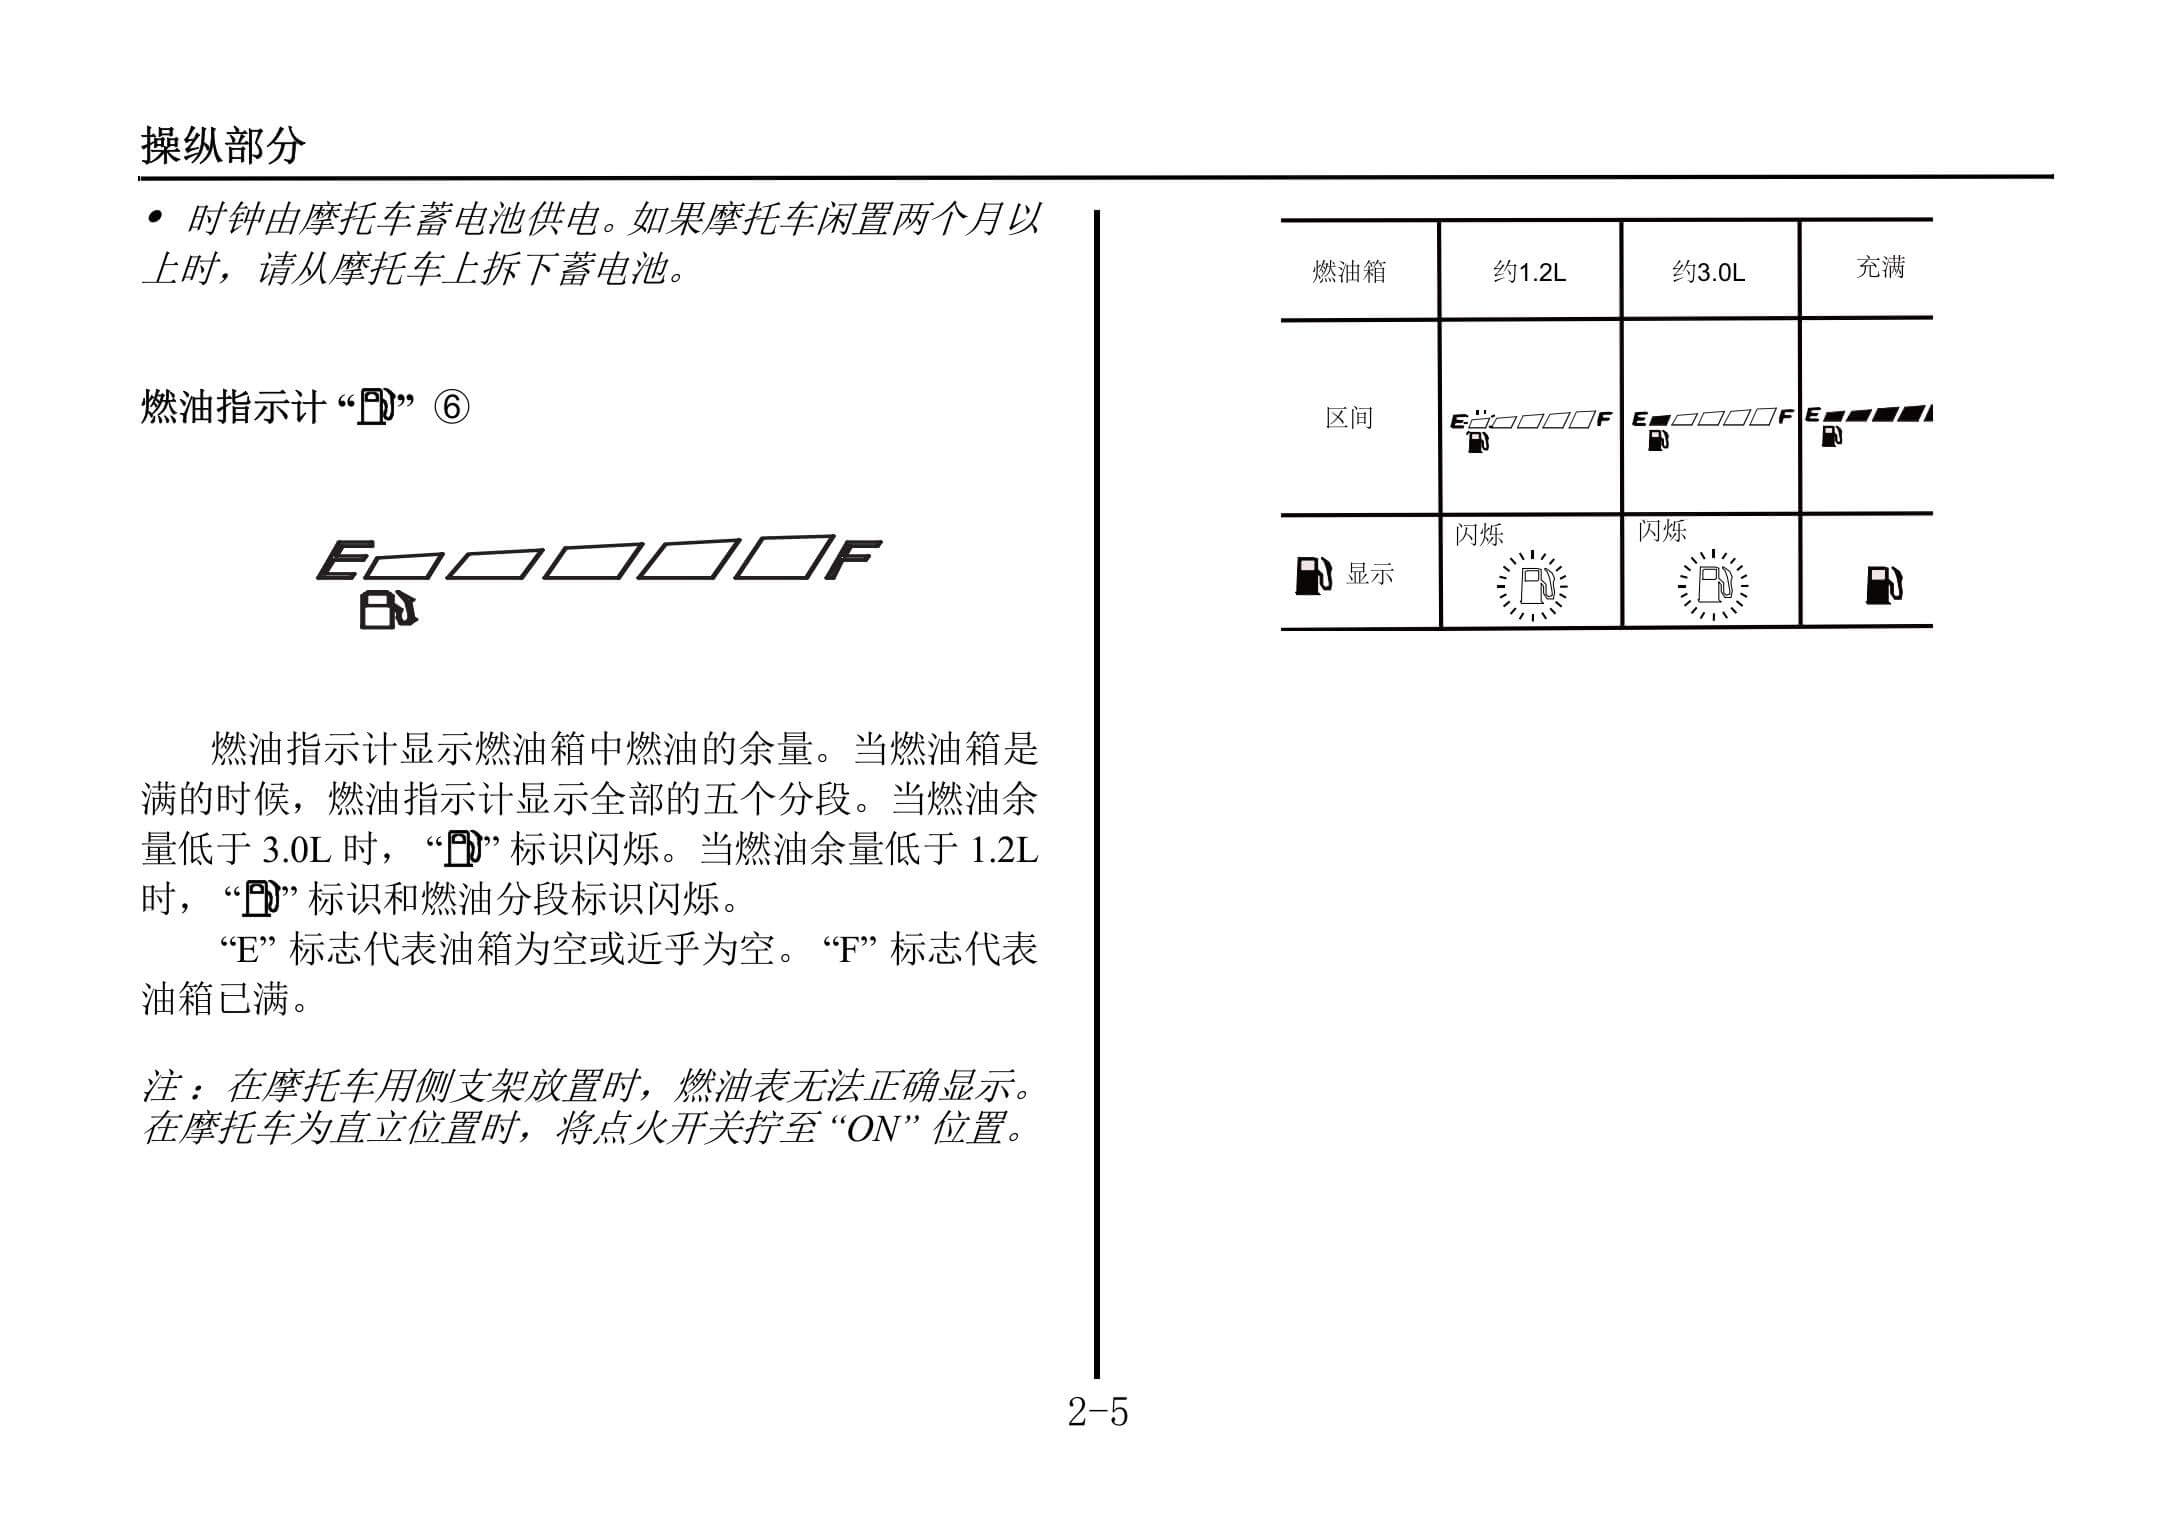 操纵部分
• 时钟由摩托车蓄电池供电。如果摩托车闲置两个月以
上时，请从摩托车上拆下蓄电池。
燃油指示计 “” ⑥
E F
燃油指示计显示燃油箱中燃油的余量。当燃油箱是
满的时候，燃油指示计显示全部的五个分段。当燃油余
量低于 3.0L 时， “” 标识闪烁。当燃油余量低于 1.2L
时， “” 标识和燃油分段标识闪烁。
“E” 标志代表油箱为空或近乎为空。 “F” 标志代表
油箱已满。
注 : 在摩托车用侧支架放置时，燃油表无法正确显示。
在摩托车为直立位置时，将点火开关拧至 “ON” 位置。
燃油箱 约1.2L 约3.0L 充满
区间 E F E F E
显示 闪烁 闪烁
2-5